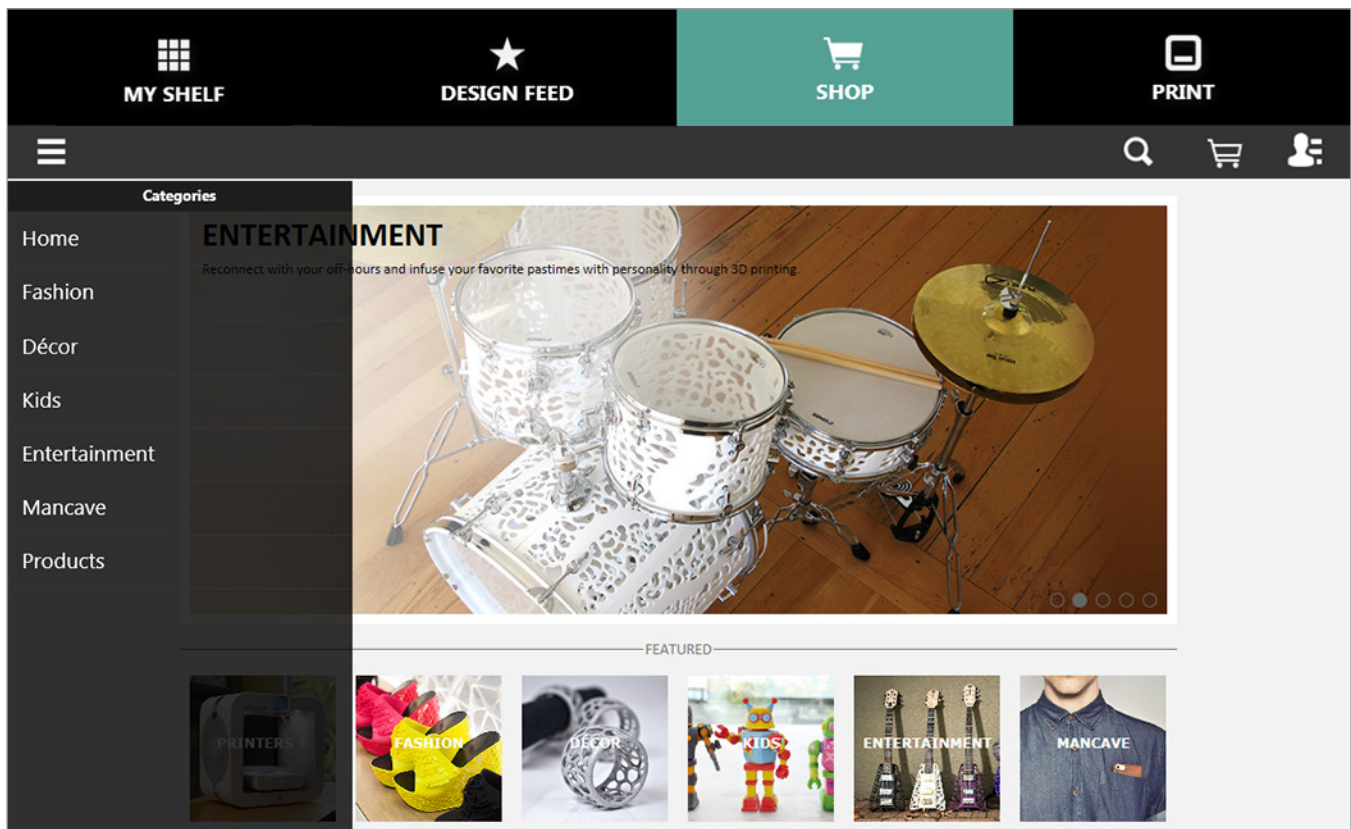 MY SHELF
DESIGN FEED
SHOP
PRINT
Categories
Home
Fashion
Décor
Kids
Entertainment
Mancave
Products
ENTERTAINMENT
Reconnect with your off-hours and infuse your favorite pastimes with personality through 3D printing.
FEATURED
PRINTERS +
FASHION
DÉCOR
KIDS
ENTERTAINMENT
MANCAVE